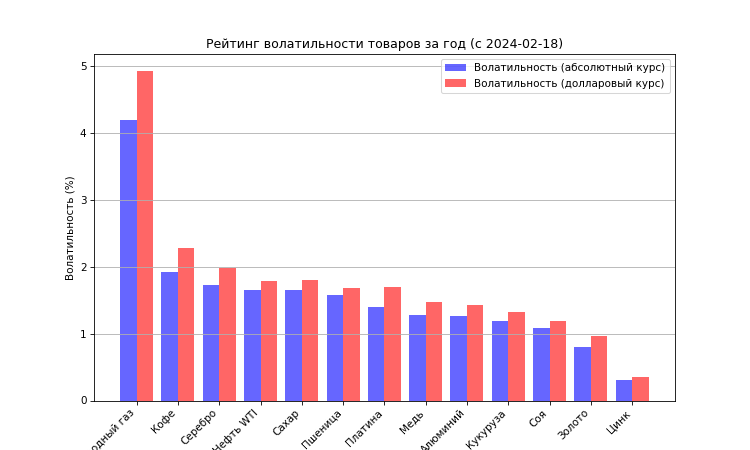 Рейтинг волатильности товаров за год (с 2024-02-18)
Волатильность (абсолютный курс)
Волатильность (долларовый курс)
Волатильность (%)
5
4
3
2
1
0
одный газ
Кофе
Серебро
Нефть WTI
Сахар
Пшеница
Платина
Медь
Алюминий
Кукуруза
Соя
Золото
Цинк